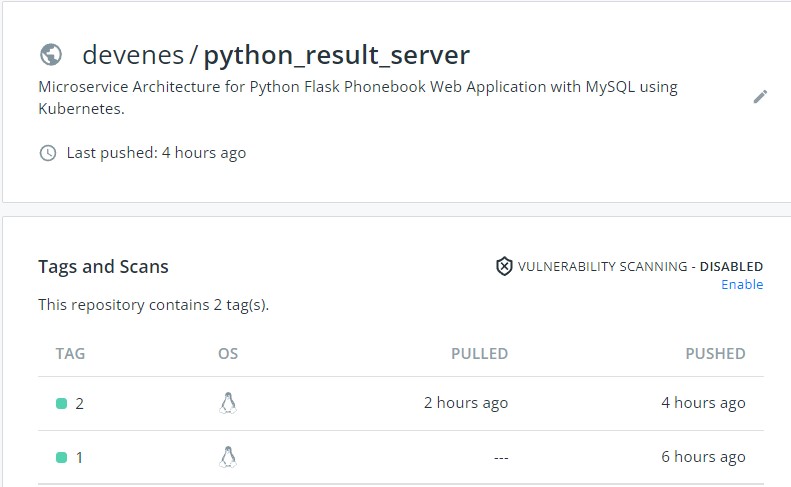 devenes / python_result_server
Microservice Architecture for Python Flask Phonebook Web Application with MySQL using
Kubernetes.
Last pushed: 4 hours ago
Tags and Scans
VULNERABILITY SCANNING - DISABLED
Enable
This repository contains 2 tag(s).
TAG OS PULLED PUSHED
2 2 hours ago 4 hours ago
1 --- 6 hours ago